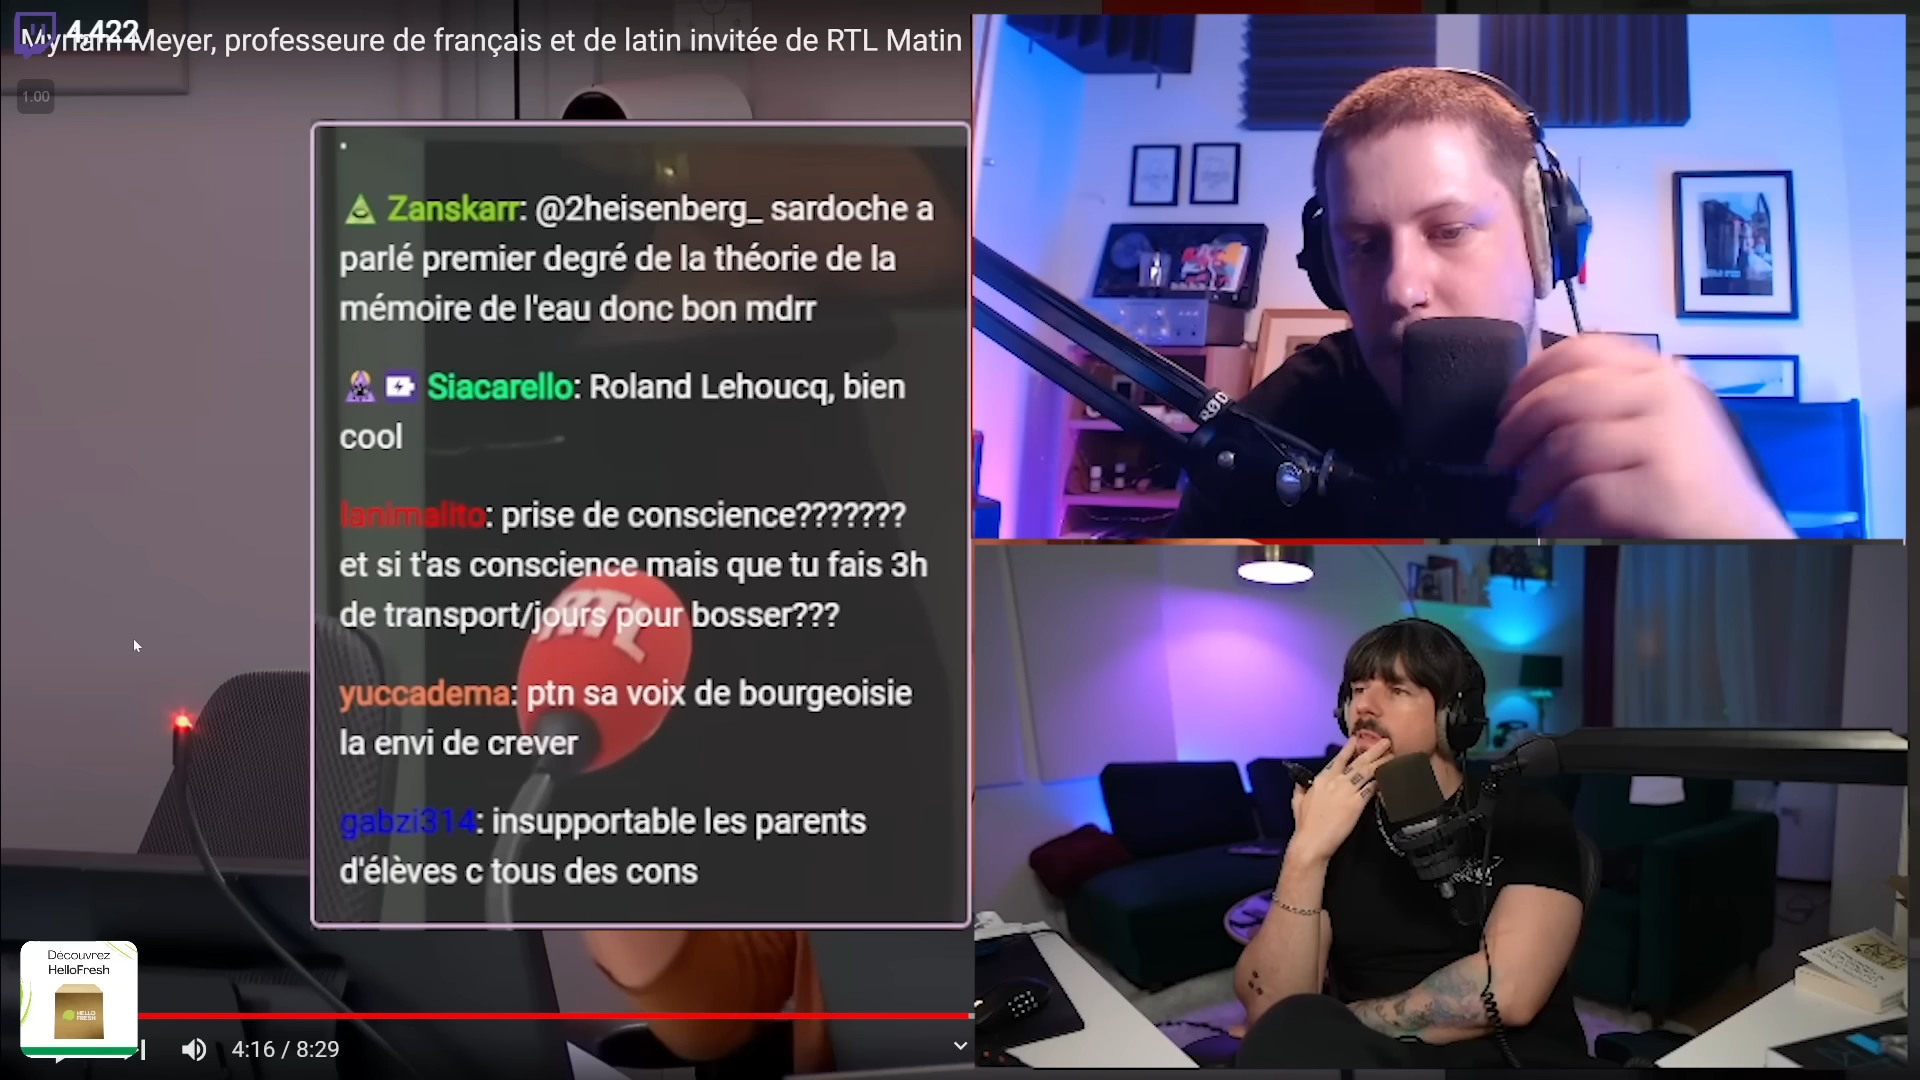 4,422
Myriam Meyer, professeure de français et de latin invitée de RTL Matin
1.00
Zanskarr: @2heisenberg_ sardoche a
parlé premier degré de la théorie de la
mémoire de l'eau donc bon mdrr
Siacarello: Roland Lehoucq, bien
cool
lanimalito: prise de conscience???????
et si t'as conscience mais que tu fais 3h
de transport/jours pour bosser???
RTL
yuccadema: ptn sa voix de bourgeoisie
la envi de crever
gabzi314: insupportable les parents
d'élèves c tous des cons
Découvrez
HelloFresh
HELLO
FRESH
4:16 / 8:29
RØD